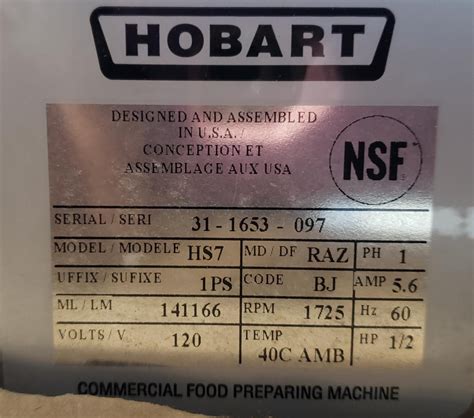 HOBART
DESIGNED AND ASSEMBLED
IN U.S.A./
CONCEPTION ET
ASSEMBLAGE AUX USA
NSF
SERIAL / SERI 31-1653-097
MODEL / MODELE HS7 MD / DF RAZ PH 1
UFFIX / SUFIXE 1PS CODE BJ AMP 5.6
ML / LM 141166 RPM 1725 Hz 60
VOLTS / V 120 TEMP 40C AMB HP 1/2
COMMERCIAL FOOD PREPARING MACHINE